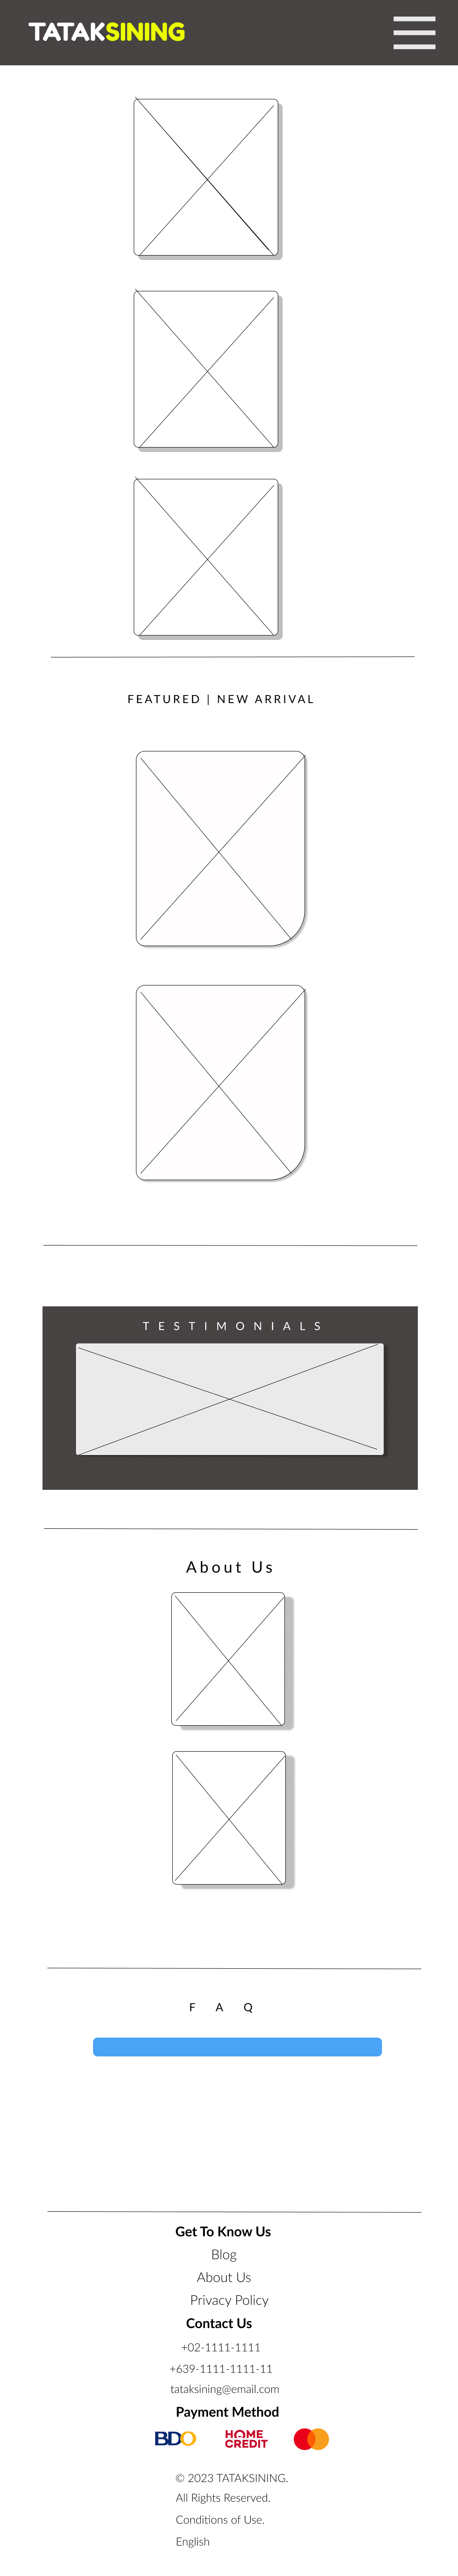 TATAKSINING
FEATURED | NEW ARRIVAL
TESTIMONIALS
About Us
FAQ
Get To Know Us
Blog
About Us
Privacy Policy
Contact Us
+02-1111-1111
+639-1111-1111-11
tataksining@email.com
Payment Method
BDO HOME CREDIT
© 2023 TATAKSINING.
All Rights Reserved.
Conditions of Use.
English